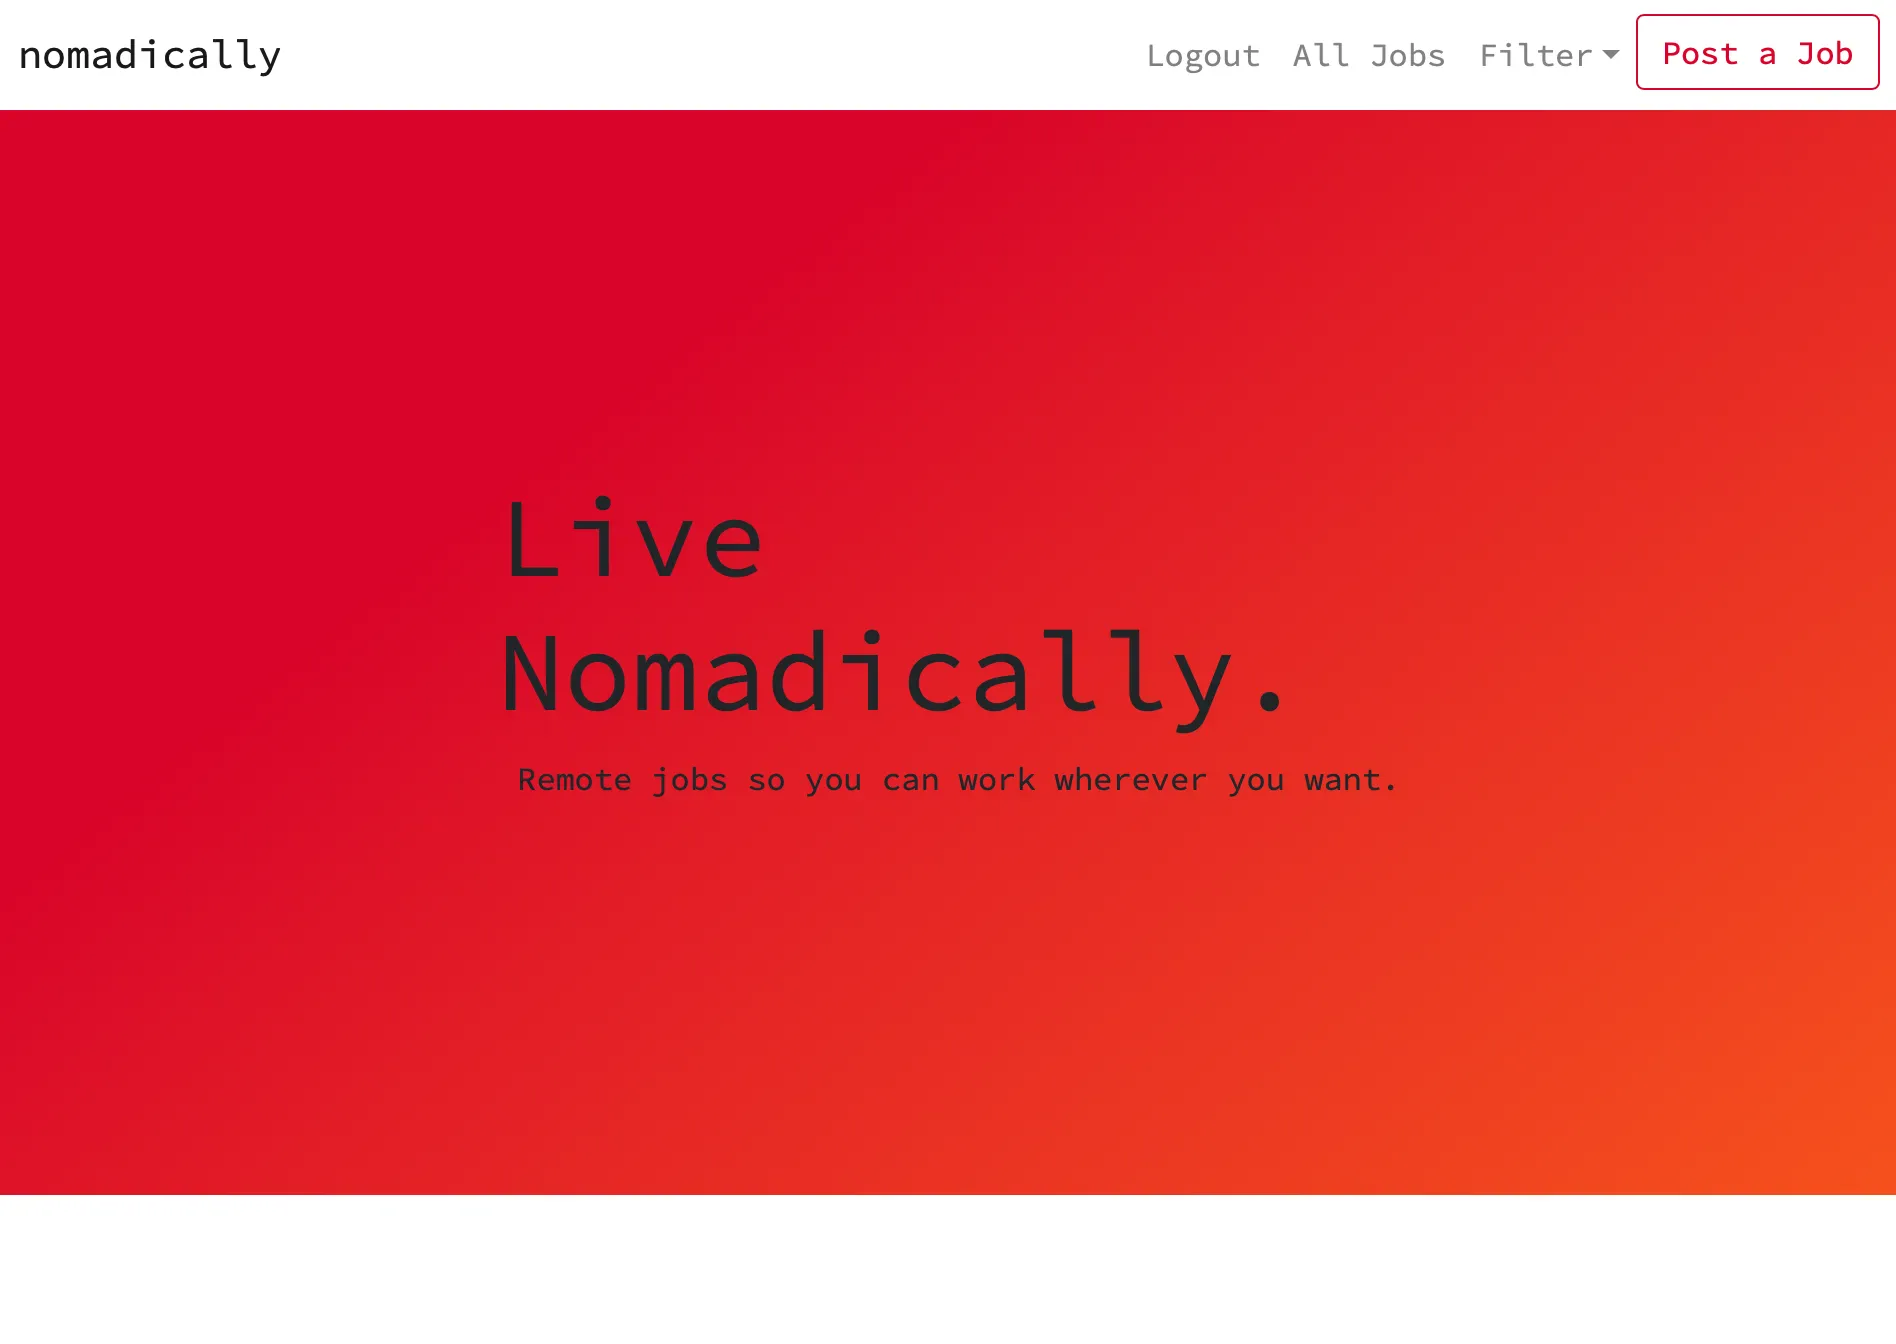 nomadically
Logout All Jobs Filter Post a Job
Live
Nomadically.
Remote jobs so you can work wherever you want.